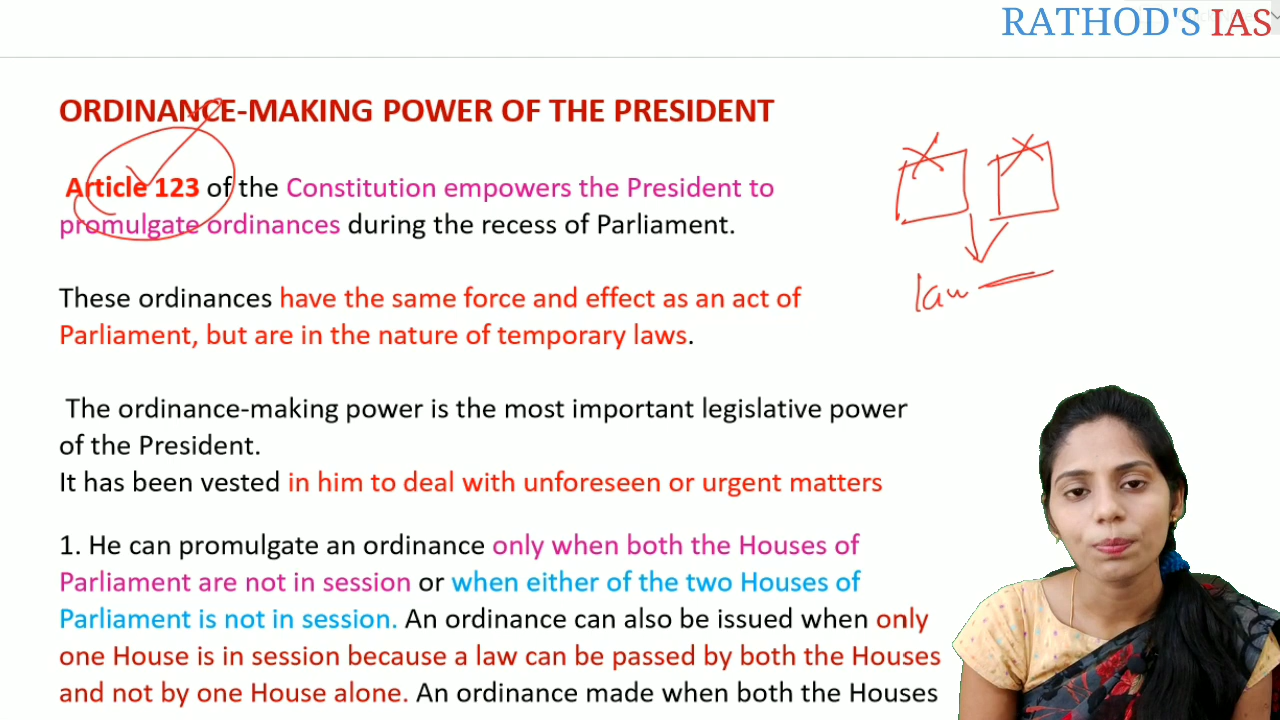 RATHOD'S IAS
ORDINANCE-MAKING POWER OF THE PRESIDENT
Article 123 of the Constitution empowers the President to
promulgate ordinances during the recess of Parliament.
These ordinances have the same force and effect as an act of
Parliament, but are in the nature of temporary laws.
law
The ordinance-making power is the most important legislative power
of the President.
It has been vested in him to deal with unforeseen or urgent matters
1. He can promulgate an ordinance only when both the Houses of
Parliament are not in session or when either of the two Houses of
Parliament is not in session. An ordinance can also be issued when only
one House is in session because a law can be passed by both the Houses
and not by one House alone. An ordinance made when both the Houses